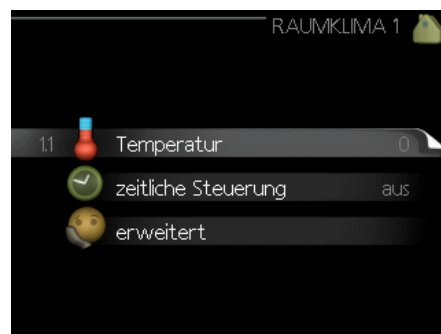 RAUMKLIMA 1
1.1 Temperatur 0
zeitliche Steuerung aus
erweitert